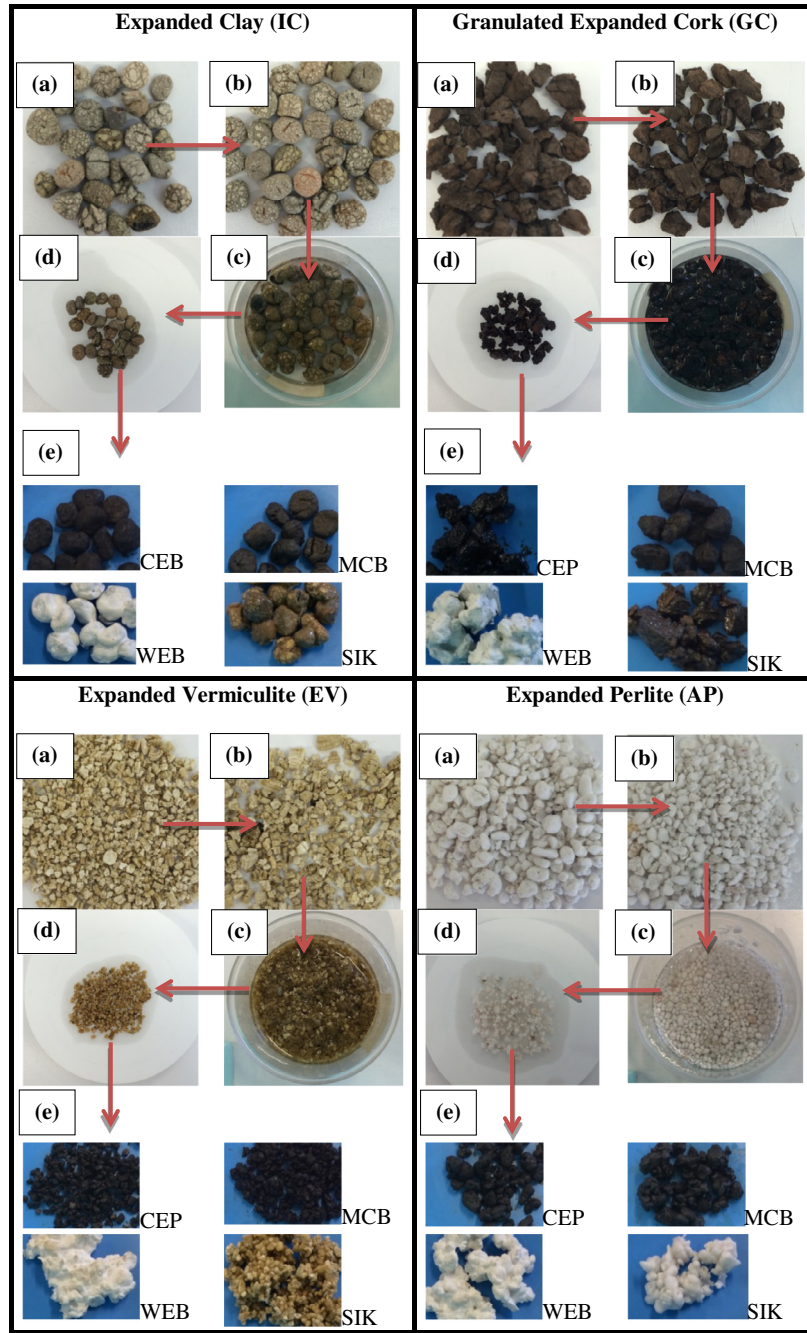 Expanded Clay (IC)
(a)
(b)
(d)
(c)
(e)
CEB
MCB
WEB
SIK
Granulated Expanded Cork (GC)
(a)
(b)
(d)
(c)
(e)
CEP
MCB
WEB
SIK
Expanded Vermiculite (EV)
(a)
(b)
(d)
(c)
(e)
CEP
MCB
WEB
SIK
Expanded Perlite (AP)
(a)
(b)
(d)
(c)
(e)
CEP
MCB
WEB
SIK